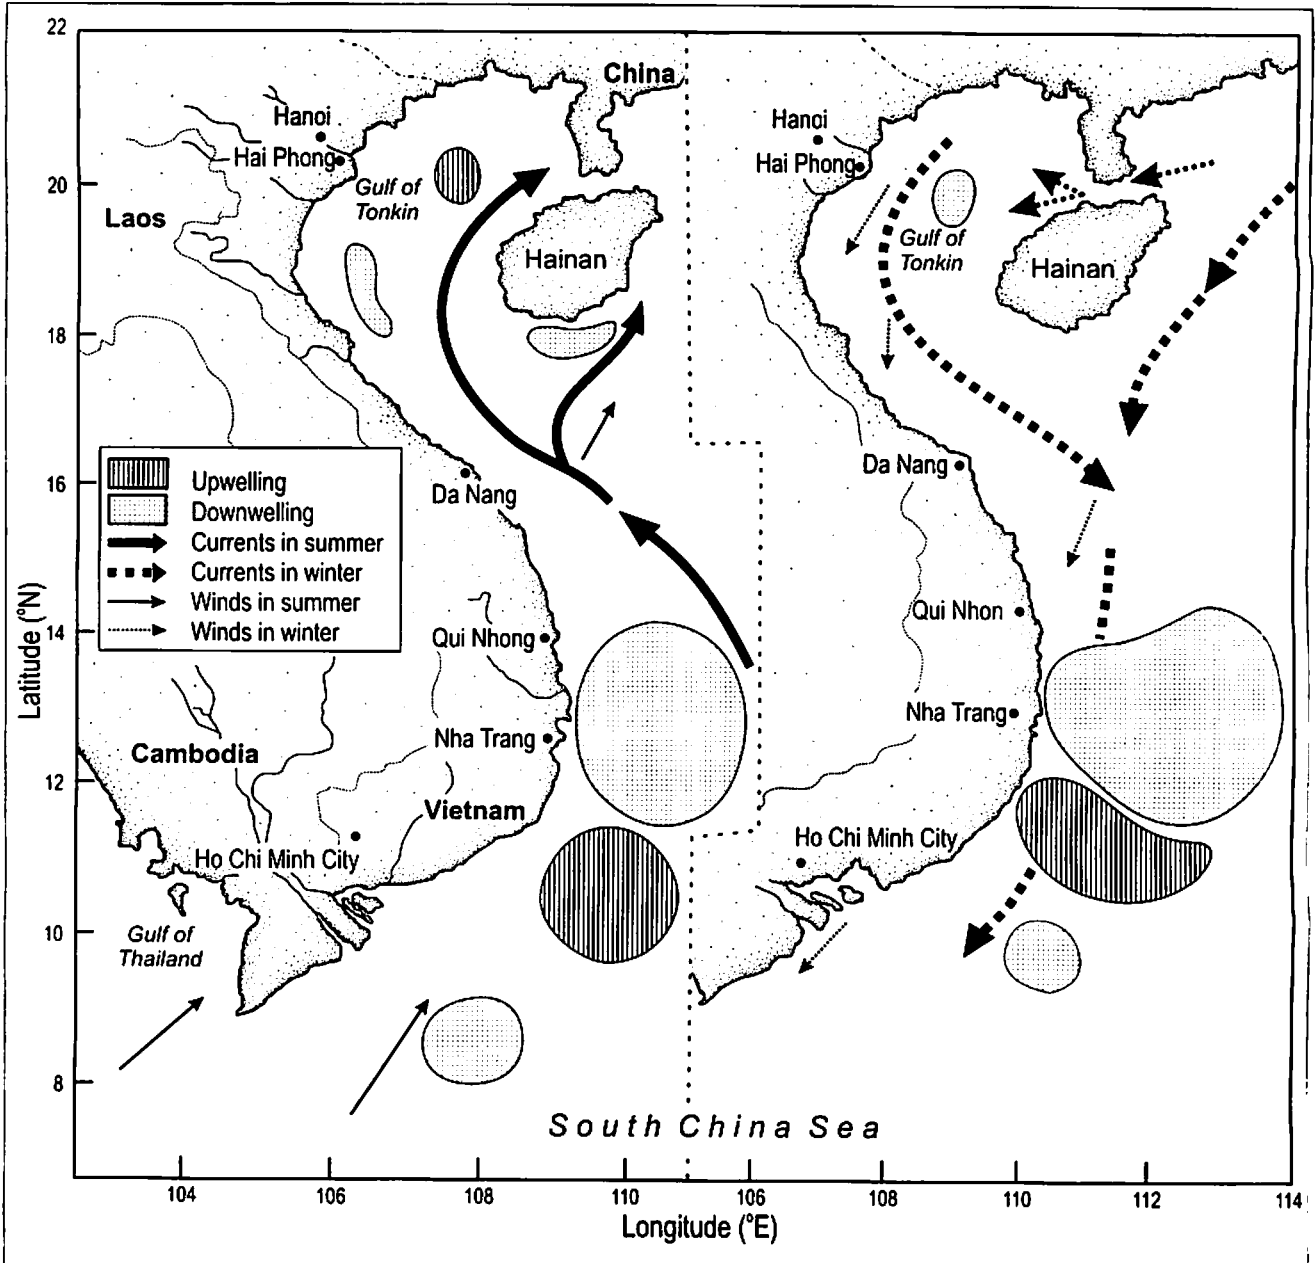 22
20
18
16
14
12
10
8
Latitude (°N)
China
Hanoi
Hai Phong
Gulf of
Tonkin
Laos
Hainan
Da Nang
Upwelling
Downwelling
Currents in summer
Currents in winter
Winds in summer
Winds in winter
Qui Nhong
Nha Trang
Cambodia
Vietnam
Ho Chi Minh City
Gulf of
Thailand
Hanoi
Hai Phong
Gulf of
Tonkin
Hainan
Da Nang
Qui Nhon
Nha Trang
Ho Chi Minh City
South China Sea
104 106 108 110 106 108 110 112 114
Longitude (°E)